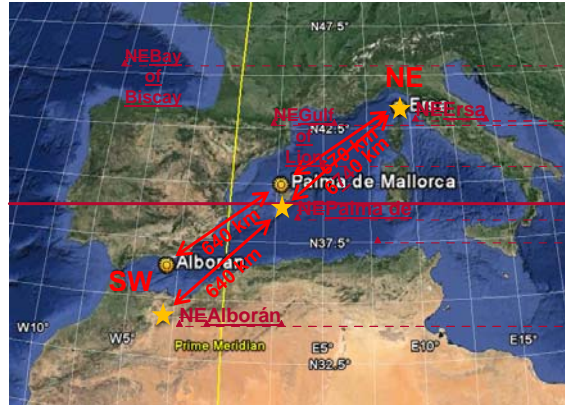 N47.5°
NEBay
of
Biscay
NE
NEGulf
of
Ersa
NEErsa
N42.5°
Palma de Mallorca
NEPalma de
640 km
N37.5°
Alborán
SW
640 km
NEAlborán
W10°
W5°
Prime Meridian
E5°
E10°
E15°
N32.5°